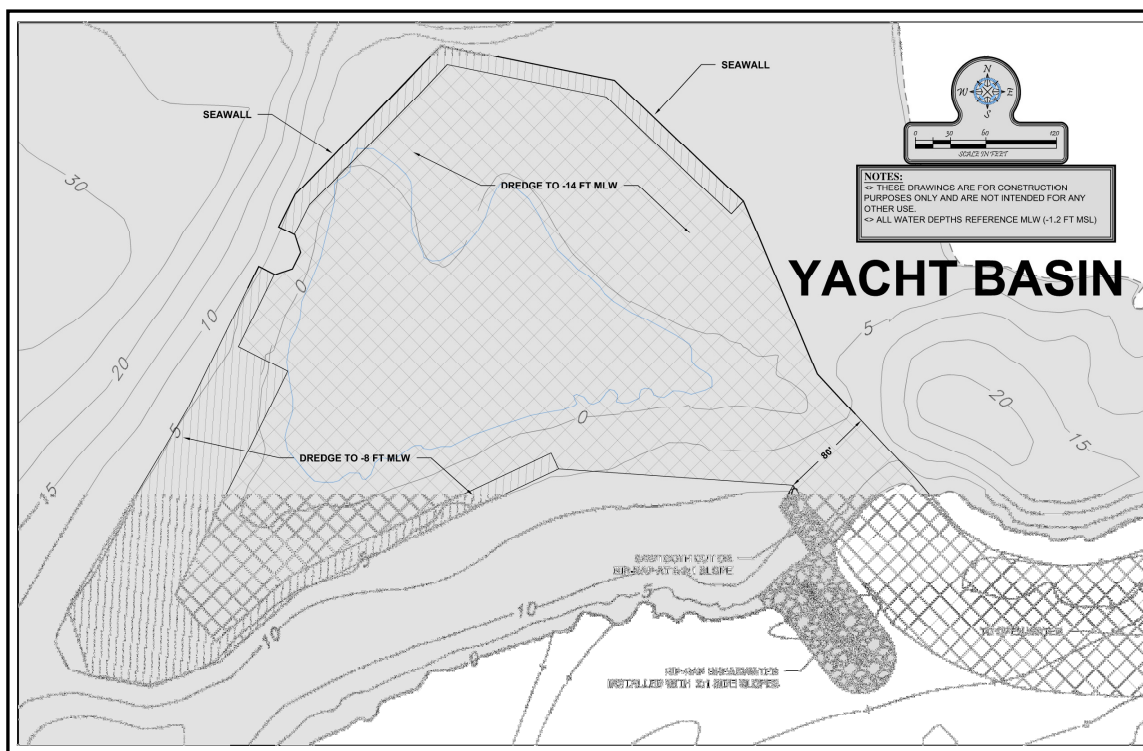 SEAWALL
SEAWALL
N
W E
S
0 30 60 120
SCALE IN FEET
NOTES:
<> THESE DRAWINGS ARE FOR CONSTRUCTION
PURPOSES ONLY AND ARE NOT INTENDED FOR ANY
OTHER USE.
<> ALL WATER DEPTHS REFERENCE MLW (-1.2 FT MSL)
YACHT BASIN
DREDGE TO -14 FT MLW
30
0
10
5
20
20
5
0
15
80'
DREDGE TO -8 FT MLW
15
SLOPE
10
5
10
0
RIP-RAP BREAKWATER
INSTALLED WITH 2:1 SIDE SLOPES